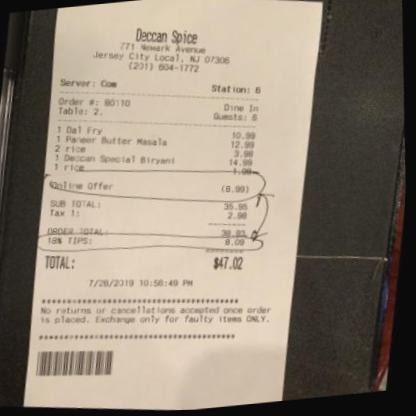 Deccan Spice
771 Newark Avenue
Jersey City Local, NJ 07306
(201) 604-1772
Server: Com
Station: 6
Order #: 80110
Dine In
Table: 2.
Guests: 6
1 Dal Fry 10.99
1 Paneer Butter Masala 12.99
2 rice 3.98
1 Deccan Special Biryani 14.99
1 rice 1.99
Online Offer (8.99)
SUB TOTAL: 35.95
Tax 1: 2.98
ORDER TOTAL: 38.93
18% TIPS: 8.09
TOTAL: $47.02
7/28/2019 10:56:49 PM
No returns or cancellations accepted once order
is placed. Exchange only for faulty items ONLY.